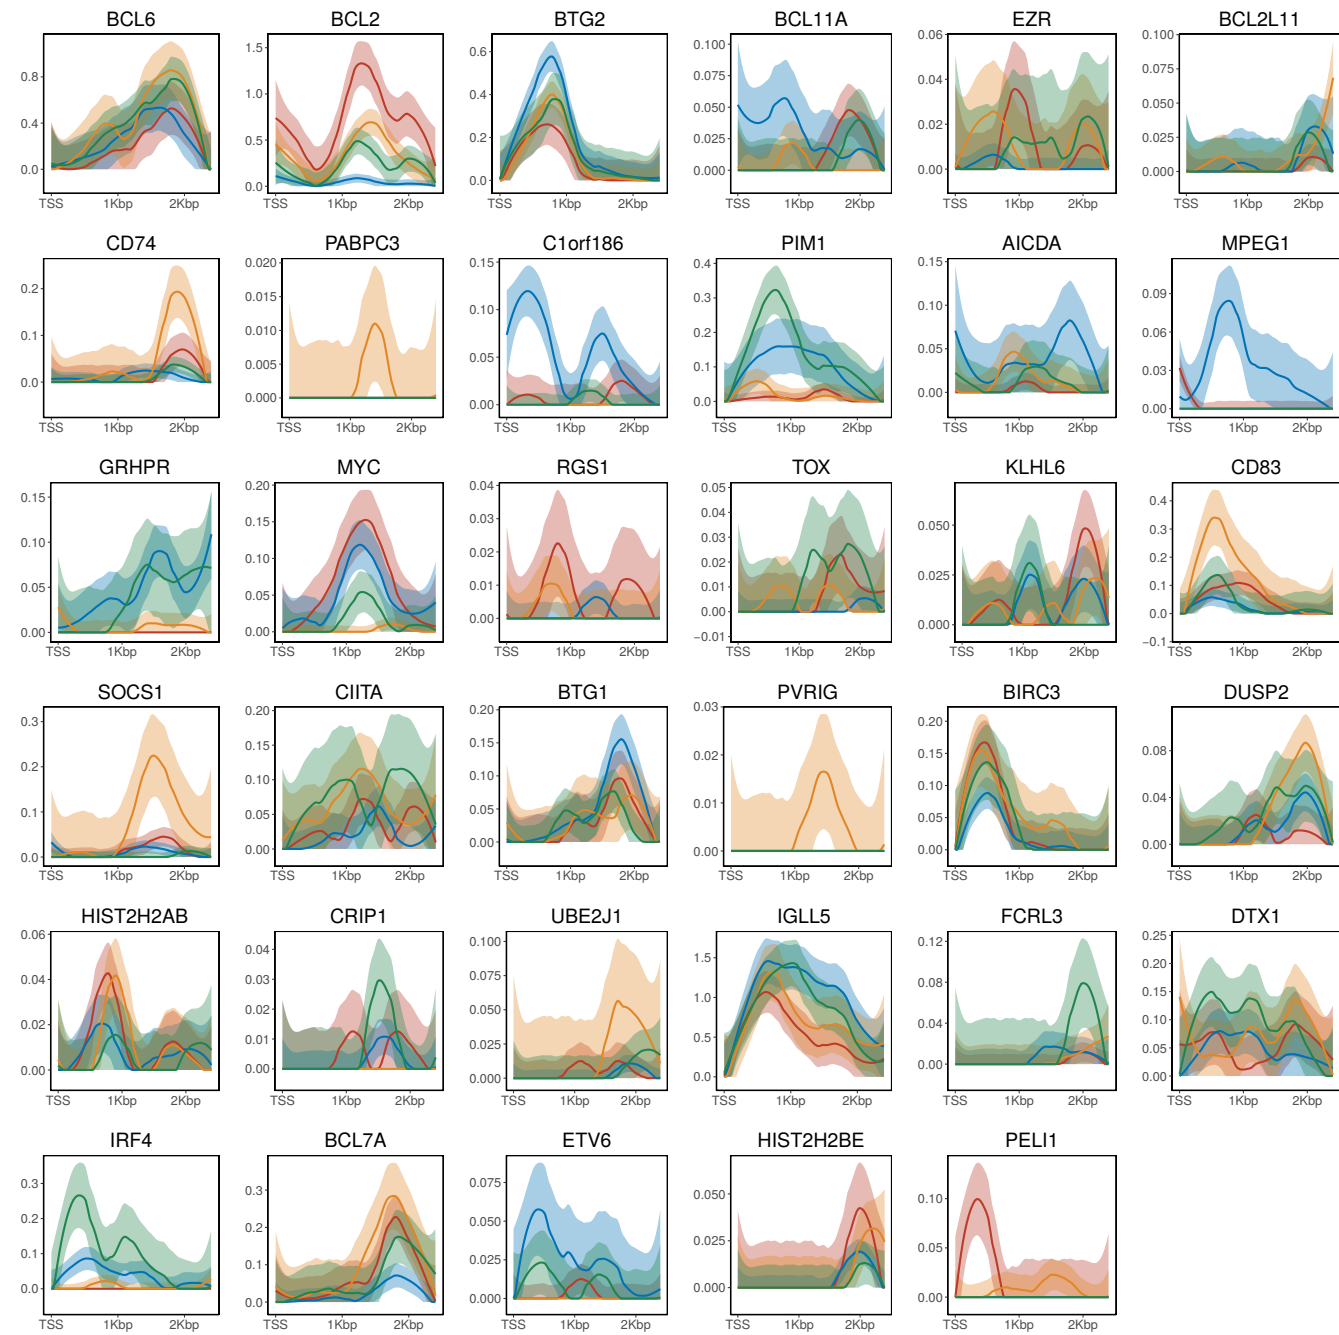 BCL6 BCL2 BTG2 BCL11A EZR BCL2L11
0.8 0.4 0.0 TSS 1Kbp 2Kbp
1.5 1.0 0.5 0.0 TSS 1Kbp 2Kbp
0.6 0.4 0.2 0.0 TSS 1Kbp 2Kbp
0.100 0.075 0.050 0.025 0.000 TSS 1Kbp 2Kbp
0.06 0.04 0.02 0.00 TSS 1Kbp 2Kbp
0.100 0.075 0.050 0.025 0.000 TSS 1Kbp 2Kbp
CD74 PABPC3 C1orf186 PIM1 AICDA MPEG1
0.2 0.1 0.0 TSS 1Kbp 2Kbp
0.020 0.015 0.010 0.005 0.000 TSS 1Kbp 2Kbp
0.15 0.10 0.05 0.00 TSS 1Kbp 2Kbp
0.4 0.3 0.2 0.1 0.0 TSS 1Kbp 2Kbp
0.15 0.10 0.05 0.00 TSS 1Kbp 2Kbp
0.09 0.06 0.03 0.00 TSS 1Kbp 2Kbp
GRHPR MYC RGS1 TOX KLHL6 CD83
0.15 0.10 0.05 0.00 TSS 1Kbp 2Kbp
0.20 0.15 0.10 0.05 0.00 TSS 1Kbp 2Kbp
0.04 0.03 0.02 0.01 0.00 TSS 1Kbp 2Kbp
0.05 0.04 0.03 0.02 0.01 0.00 −0.01 TSS 1Kbp 2Kbp
0.050 0.025 0.000 TSS 1Kbp 2Kbp
0.4 0.3 0.2 0.1 0.0 −0.1 TSS 1Kbp 2Kbp
SOCS1 CIITA BTG1 PVRIG BIRC3 DUSP2
0.3 0.2 0.1 0.0 TSS 1Kbp 2Kbp
0.20 0.15 0.10 0.05 0.00 TSS 1Kbp 2Kbp
0.20 0.15 0.10 0.05 0.00 TSS 1Kbp 2Kbp
0.03 0.02 0.01 0.00 TSS 1Kbp 2Kbp
0.20 0.15 0.10 0.05 0.00 TSS 1Kbp 2Kbp
0.08 0.04 0.00 TSS 1Kbp 2Kbp
HIST2H2AB CRIP1 UBE2J1 IGLL5 FCRL3 DTX1
0.06 0.04 0.02 0.00 TSS 1Kbp 2Kbp
0.04 0.03 0.02 0.01 0.00 TSS 1Kbp 2Kbp
0.100 0.075 0.050 0.025 0.000 TSS 1Kbp 2Kbp
1.5 1.0 0.5 0.0 TSS 1Kbp 2Kbp
0.12 0.08 0.04 0.00 TSS 1Kbp 2Kbp
0.25 0.20 0.15 0.10 0.05 0.00 TSS 1Kbp 2Kbp
IRF4 BCL7A ETV6 HIST2H2BE PELI1
0.3 0.2 0.1 0.0 TSS 1Kbp 2Kbp
0.3 0.2 0.1 0.0 TSS 1Kbp 2Kbp
0.075 0.050 0.025 0.000 TSS 1Kbp 2Kbp
0.050 0.025 0.000 TSS 1Kbp 2Kbp
0.10 0.05 0.00 TSS 1Kbp 2Kbp